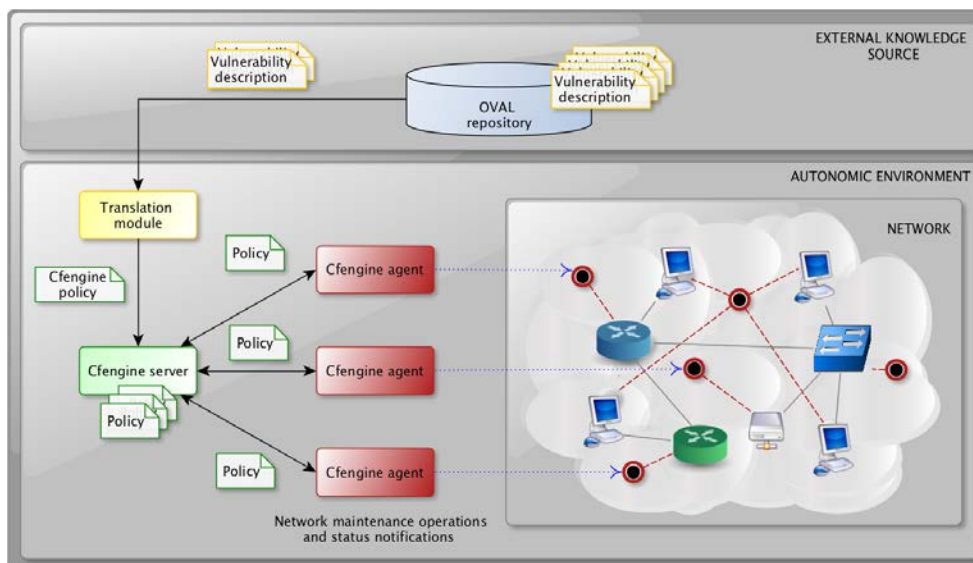 EXTERNAL KNOWLEDGE
SOURCE
Vulnerability
description
OVAL
repository
Vulnerability
description
AUTONOMIC ENVIRONMENT
Translation
module
NETWORK
Policy
Cfengine agent
Cfengine
policy
Policy
Cfengine server
Cfengine agent
Policy
Policy
Cfengine agent
Network maintenance operations
and status notifications